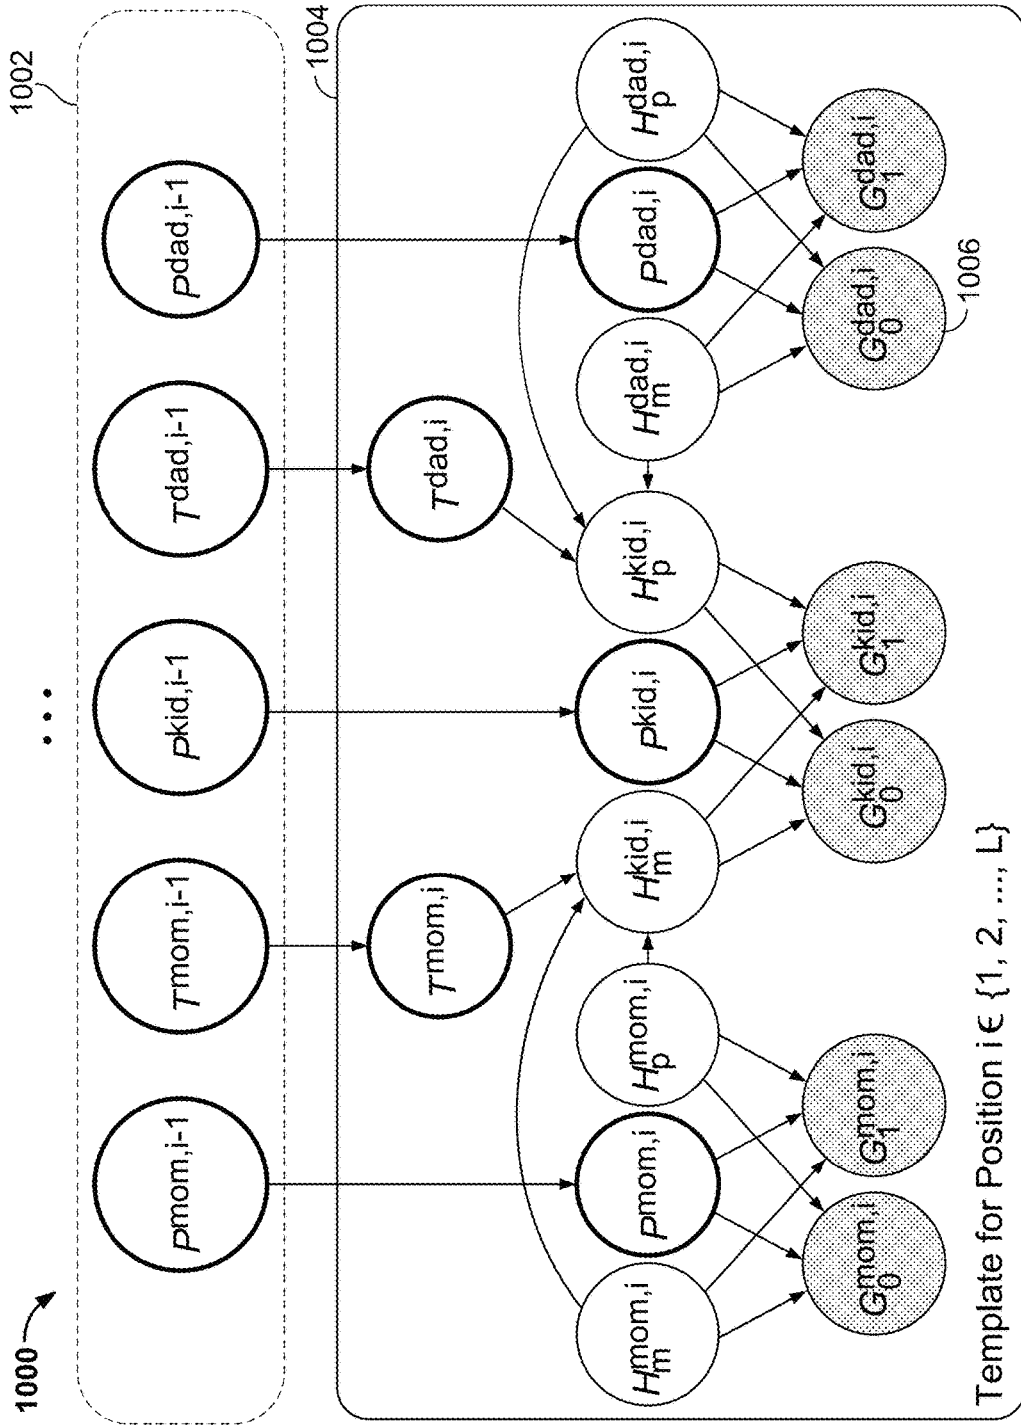 1000
1002
...
P^mom,i-1 T^mom,i-1 P^kid,i-1 T^dad,i-1 P^dad,i-1
1004
T^mom,i T^dad,i
H_m^mom,i P^mom,i H_p^mom,i H_m^kid,i P^kid,i H_p^kid,i H_m^dad,i P^dad,i H_p^dad,i
G_0^mom,i G_1^mom,i G_0^kid,i G_1^kid,i G_0^dad,i G_1^dad,i
1006
Template for Position i ∈ {1, 2, ..., L}